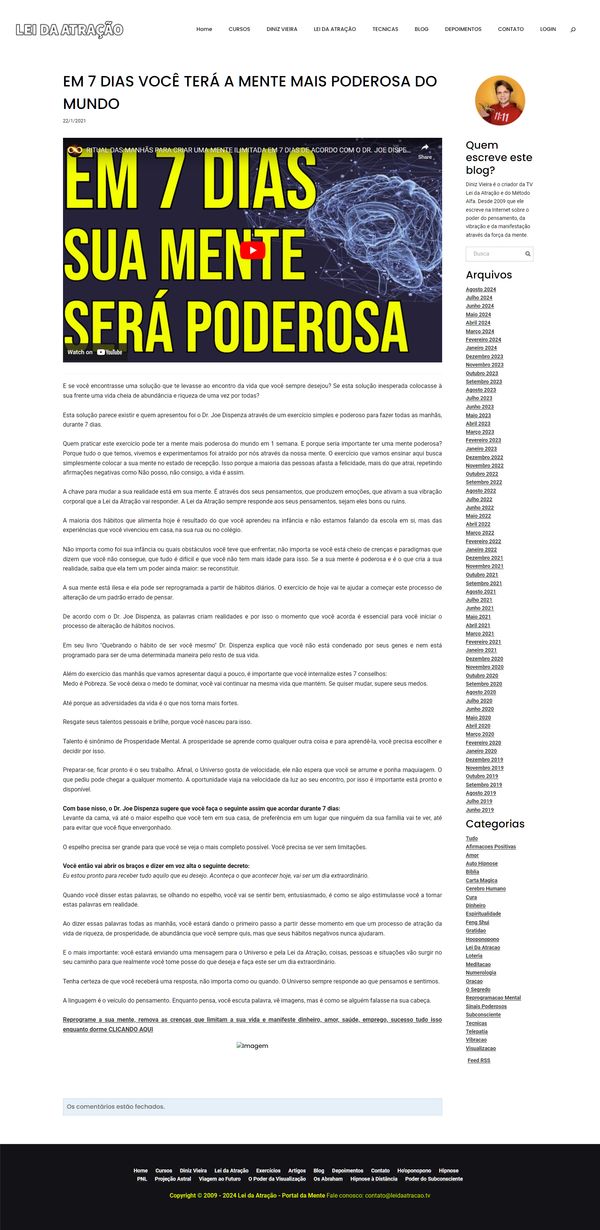 LEI DA ATRAÇÃO
Home CURSOS DINIZ VIEIRA LEI DA ATRAÇÃO TECNICAS BLOG DEPOIMENTOS CONTATO LOGIN
EM 7 DIAS VOCÊ TERÁ A MENTE MAIS PODEROSA DO
MUNDO
22/1/2021
RITUAL DAS MANHÃS PARA CRIAR UMA MENTE ILIMITADA EM 7 DIAS DE ACORDO COM O DR. JOE DISPE...
Share
EM 7 DIAS
SUA MENTE
SERÁ PODEROSA
Watch on YouTube
E se você encontrasse uma solução que te levasse ao encontro da vida que você sempre desejou? Se esta solução inesperada colocasse à
sua frente uma vida cheia de abundância e riqueza de uma vez por todas?
Esta solução parece existir e quem apresentou foi o Dr. Joe Dispenza através de um exercício simples e poderoso para fazer todas as manhãs,
durante 7 dias.
Quem praticar este exercício pode ter a mente mais poderosa do mundo em 1 semana. E porque seria importante ter uma mente poderosa?
Porque tudo o que temos, vivemos e experimentamos foi atraído por nós através da nossa mente. O exercício que vamos ensinar aqui busca
simplesmente colocar a sua mente no estado de recepção. Isso porque a maioria das pessoas afasta a felicidade, mais do que atrai, repetindo
afirmações negativas como Não posso, não consigo, a vida é assim.
A chave para mudar a sua realidade está em sua mente. É através dos seus pensamentos, que produzem emoções, que ativam a sua vibração
corporal que a Lei da Atração vai responder. A Lei da Atração sempre responde aos seus pensamentos, sejam eles bons ou ruins.
A maioria dos hábitos que alimenta hoje é resultado do que você aprendeu na infância e não estamos falando da escola em si, mas das
experiências que você vivenciou em casa, na sua rua ou no colégio.
Não importa como foi sua infância ou quais obstáculos você teve que enfrentar, não importa se você está cheio de crenças e paradigmas que
dizem que você não consegue, que tudo é difícil e que você não tem mais idade para isso. Se a sua mente é poderosa e é o que cria a sua
realidade, saiba que ela tem um poder ainda maior: se reconstituir.
A sua mente está ilesa e ela pode ser reprogramada a partir de hábitos diários. O exercício de hoje vai te ajudar a começar este processo de
alteração de um padrão errado de pensar.
De acordo com o Dr. Joe Dispenza, as palavras criam realidades e por isso o momento que você acorda é essencial para você iniciar o
processo de alteração de hábitos nocivos.
Em seu livro "Quebrando o hábito de ser você mesmo" Dr. Dispenza explica que você não está condenado por seus genes e nem está
programado para ser de uma determinada maneira pelo resto de sua vida.
Além do exercício das manhãs que vamos apresentar daqui a pouco, é importante que você internalize estes 7 conselhos:
Medo é Pobreza. Se você deixa o medo te dominar, você vai continuar na mesma vida que mantém. Se quiser mudar, supere seus medos.
Até porque as adversidades da vida é o que nos torna mais fortes.
Resgate seus talentos pessoais e brilhe, porque você nasceu para isso.
Talento é sinônimo de Prosperidade Mental. A prosperidade se aprende como qualquer outra coisa e para aprendê-la, você precisa escolher e
decidir por isso.
Preparar-se, ficar pronto é o seu trabalho. Afinal, o Universo gosta de velocidade, ele não espera que você se arrume e ponha maquiagem. O
que pediu pode chegar a qualquer momento. A oportunidade viaja na velocidade da luz ao seu encontro, por isso é importante está pronto e
disponível.
Com base nisso, o Dr. Joe Dispenza sugere que você faça o seguinte assim que acordar durante 7 dias:
Levante da cama, vá até o maior espelho que você tem em sua casa, de preferência em um lugar que ninguém da sua família vai te ver, até
para evitar que você fique envergonhado.
O espelho precisa ser grande para que você se veja o mais completo possível. Você precisa se ver sem limitações.
Você então vai abrir os braços e dizer em voz alta o seguinte decreto:
Eu estou pronto para receber tudo aquilo que eu desejo. Aconteça o que acontecer hoje, vai ser um dia extraordinário.
Quando você disser estas palavras, se olhando no espelho, você vai se sentir bem, entusiasmado, é como se algo estimulasse você a tornar
estas palavras em realidade.
Ao dizer essas palavras todas as manhãs, você estará dando o primeiro passo a partir desse momento em que um processo de atração da
vida de riqueza, de prosperidade, de abundância que você sempre quis, mas que seus hábitos negativos nunca ajudaram.
E o mais importante: você estará enviando uma mensagem para o Universo e pela Lei da Atração, coisas, pessoas e situações vão surgir no
seu caminho para que realmente você tome posse do que deseja e faça este ser um dia extraordinário.
Tenha certeza de que você receberá uma resposta, não importa como ou quando. O Universo sempre responde ao que pensamos e sentimos.
A linguagem é o veículo do pensamento. Enquanto pensa, você escuta palavra, vê imagens, mas é como se alguém falasse na sua cabeça.
Reprograme a sua mente, remova as crenças que limitam a sua vida e manifeste dinheiro, amor, saúde, emprego, sucesso tudo isso
enquanto dorme CLICANDO AQUI
Imagem
Os comentários estão fechados.
11:11
Quem
escreve este
blog?
Diniz Vieira é o criador da TV
Lei da Atração e do Método
Alfa. Desde 2009 que ele
escreve na Internet sobre o
poder do pensamento, da
vibração e da manifestação
através da força da mente.
Busca
Arquivos
Agosto 2024
Julho 2024
Junho 2024
Maio 2024
Abril 2024
Março 2024
Fevereiro 2024
Janeiro 2024
Dezembro 2023
Novembro 2023
Outubro 2023
Setembro 2023
Agosto 2023
Julho 2023
Junho 2023
Maio 2023
Abril 2023
Março 2023
Fevereiro 2023
Janeiro 2023
Dezembro 2022
Novembro 2022
Outubro 2022
Setembro 2022
Agosto 2022
Julho 2022
Junho 2022
Maio 2022
Abril 2022
Março 2022
Fevereiro 2022
Janeiro 2022
Dezembro 2021
Novembro 2021
Outubro 2021
Setembro 2021
Agosto 2021
Julho 2021
Junho 2021
Maio 2021
Abril 2021
Março 2021
Fevereiro 2021
Janeiro 2021
Dezembro 2020
Novembro 2020
Outubro 2020
Setembro 2020
Agosto 2020
Julho 2020
Junho 2020
Maio 2020
Abril 2020
Março 2020
Fevereiro 2020
Janeiro 2020
Dezembro 2019
Novembro 2019
Outubro 2019
Setembro 2019
Agosto 2019
Julho 2019
Junho 2019
Categorias
Tudo
Afirmacoes Positivas
Amor
Auto Hipnose
Biblia
Carta Magica
Cerebro Humano
Cura
Dinheiro
Espiritualidade
Feng Shui
Gratidao
Hooponopono
Lei Da Atracao
Loteria
Meditacao
Numerologia
Oracao
O Segredo
Reprogramacao Mental
Sinais Poderosos
Subconsciente
Tecnicas
Telepatia
Vibracao
Visualizacao
Feed RSS
Home Cursos Diniz Vieira Lei da Atração Exercícios Artigos Blog Depoimentos Contato Ho'oponopono Hipnose
PNL Projeção Astral Viagem ao Futuro O Poder da Visualização Os Abraham Hipnose à Distância Poder do Subconsciente
Copyright © 2009 - 2024 Lei da Atração - Portal da Mente Fale conosco: contato@leidaatracao.tv